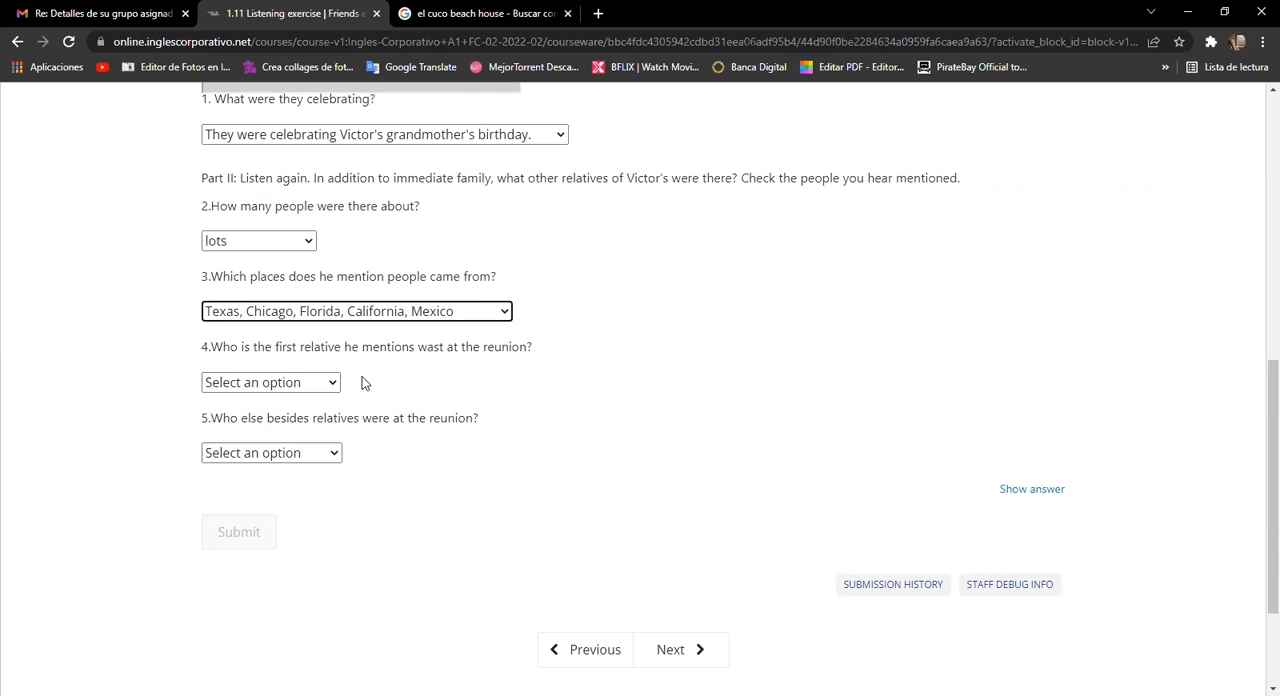 Re: Detalles de su grupo asignad
1.11 Listening exercise | Friends a
el cuco beach house - Buscar con
online.inglescorporativo.net/courses/course-v1:Ingles-Corporativo+A1+FC-02-2022-02/courseware/bbc4fdc4305942cdbd31eea06adf95b4/44d90f0be2284634a0959fa6caea9a63/?activate_block_id=block-v1...
Aplicaciones
Editor de Fotos en l...
Crea collages de fot...
Google Translate
MejorTorrent Desca...
BFLIX | Watch Movi...
Banca Digital
Editar PDF - Editor...
PirateBay Official to...
»
Lista de lectura
1. What were they celebrating?
They were celebrating Victor's grandmother's birthday.
Part II: Listen again. In addition to immediate family, what other relatives of Victor's were there? Check the people you hear mentioned.
2.How many people were there about?
lots
3.Which places does he mention people came from?
Texas, Chicago, Florida, California, Mexico
4.Who is the first relative he mentions wast at the reunion?
Select an option
5.Who else besides relatives were at the reunion?
Select an option
Show answer
Submit
SUBMISSION HISTORY
STAFF DEBUG INFO
Previous
Next